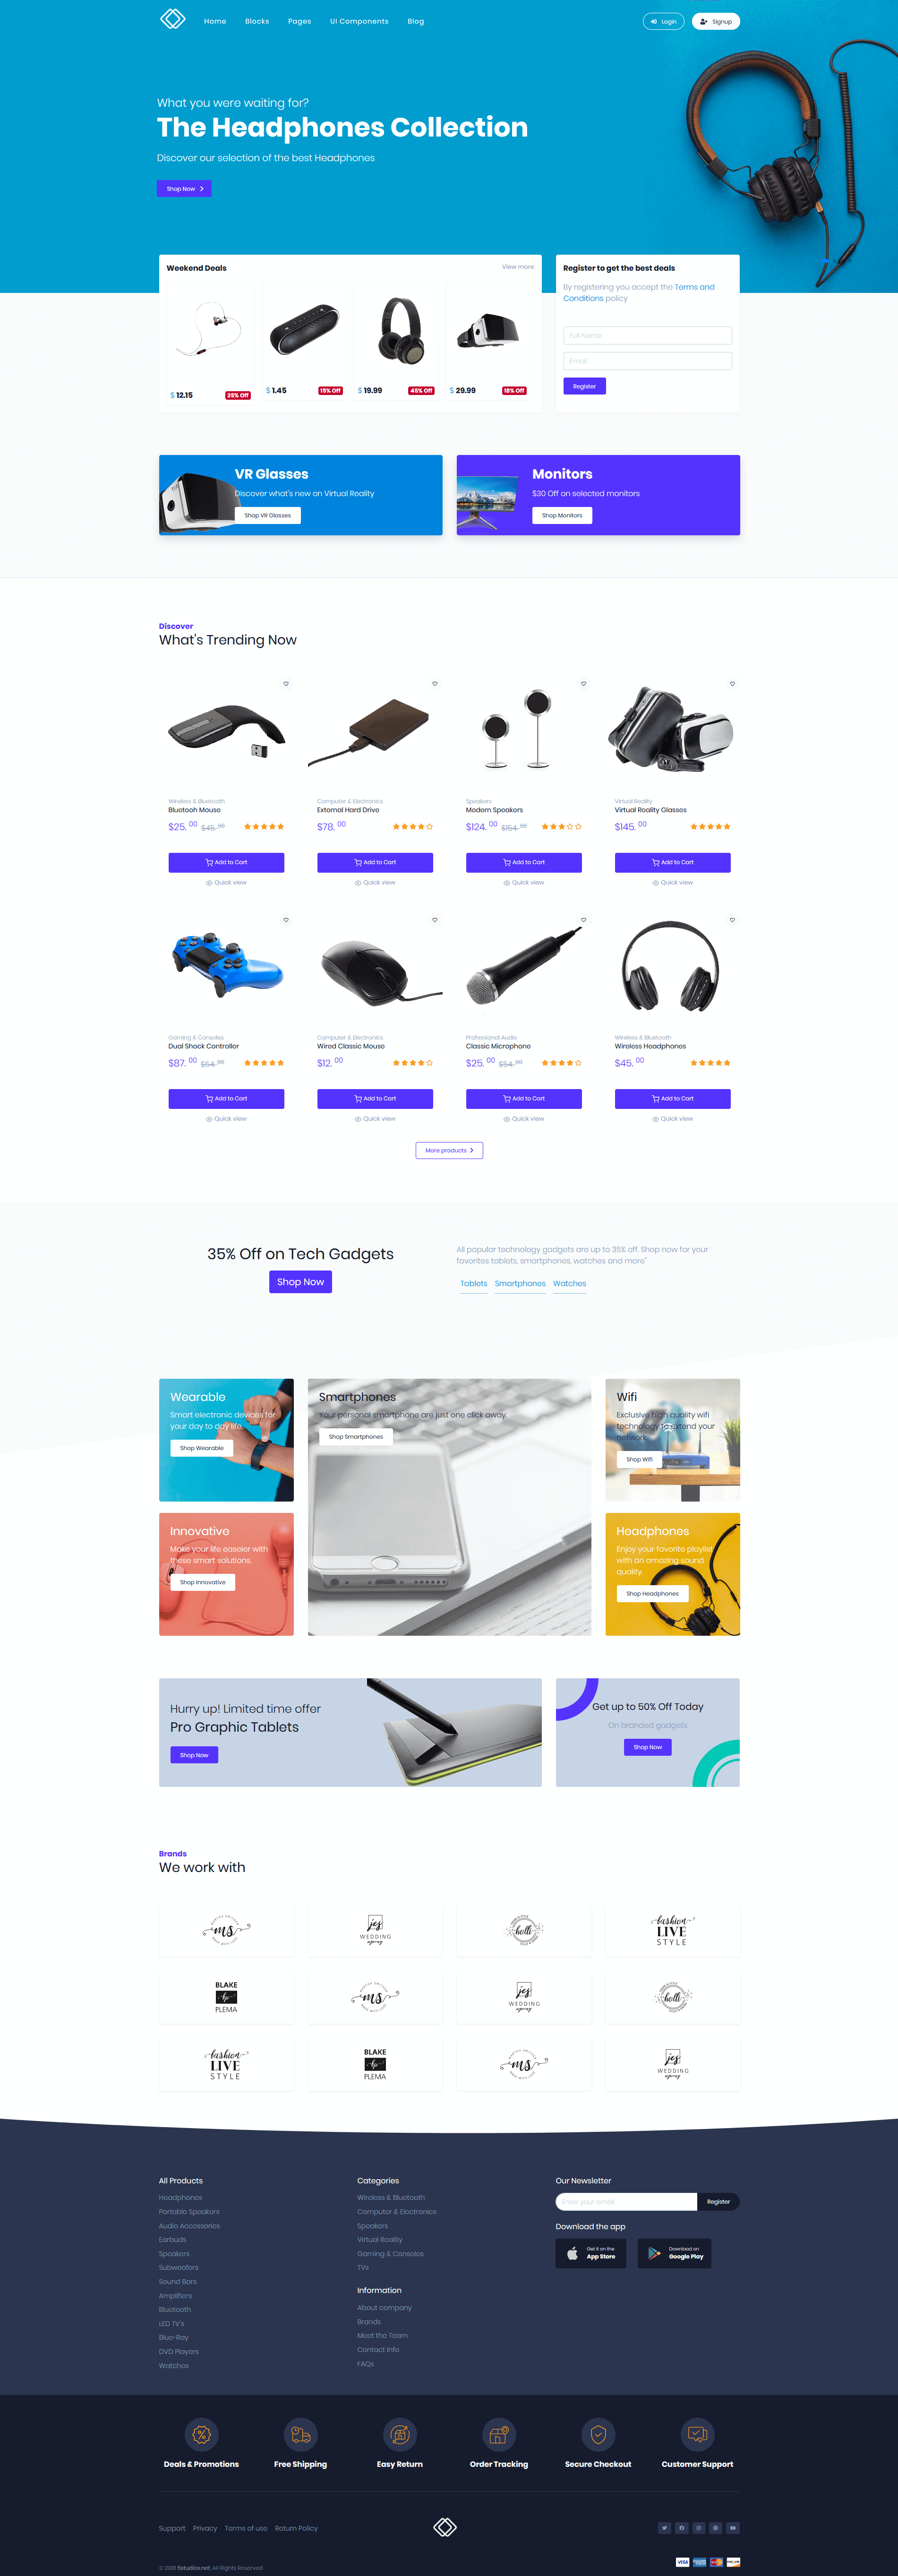 Home Blocks Pages UI Components Blog Login Signup
What you were waiting for?
The Headphones Collection
Discover our selection of the best Headphones
Shop Now
Weekend Deals View more
$ 12.15 25% Off
$ 1.45 15% Off
$ 19.99 45% Off
$ 29.99 18% Off
Register to get the best deals
By registering you accept the Terms and
Conditions policy
Full Name
Email
Register
VR Glasses
Discover what's new on Virtual Reality
Shop VR Glasses
Monitors
$30 Off on selected monitors
Shop Monitors
Discover
What's Trending Now
Wireless & Bluetooth
Bluetooh Mouse
$25. 00 $45. 00
Add to Cart
Quick view
Computer & Electronics
External Hard Drive
$78. 00
Add to Cart
Quick view
Speakers
Modern Speakers
$124. 00 $154. 00
Add to Cart
Quick view
Virtual Reality
Virtual Reality Glasses
$145. 00
Add to Cart
Quick view
Gaming & Consoles
Dual Shock Controller
$87. 00 $54. 00
Add to Cart
Quick view
Computer & Electronics
Wired Classic Mouse
$12. 00
Add to Cart
Quick view
Professional Audio
Classic Microphone
$25. 00 $54. 00
Add to Cart
Quick view
Wireless & Bluetooth
Wireless Headphones
$45. 00
Add to Cart
Quick view
More products
35% Off on Tech Gadgets
Shop Now
All popular technology gadgets are up to 35% off. Shop now for your
favorites tablets, smartphones, watches and more"
Tablets Smartphones Watches
Wearable
Smart electronic devices for
your day to day life.
Shop Wearable
Innovative
Make your life easeier with
these smart solutions.
Shop Innovative
Smartphones
Your personal smartphone are just one click away.
Shop Smartphones
Wifi
Exclusive high quality wifi
technology to extend your
network.
Shop Wifi
Headphones
Enjoy your favorite playlist
with an amazing sound
quality.
Shop Headphones
Hurry up! Limited time offer
Pro Graphic Tablets
Shop Now
Get up to 50% Off Today
On branded gadgets
Shop Now
Brands
We work with
ms
jes
WEDDING
agency
holli
fashion
LIVE
STYLE
BLAKE
bp
PLEMA
ms
jes
WEDDING
agency
holli
fashion
LIVE
STYLE
BLAKE
bp
PLEMA
ms
jes
WEDDING
agency
All Products
Headphones
Portable Speakers
Audio Accessories
Earbuds
Speakers
Subwoofers
Sound Bars
Amplifiers
Bluetooth
LED TV's
Blue-Ray
DVD Players
Watches
Categories
Wireless & Bluetooth
Computer & Electronics
Speakers
Virtual Reality
Gaming & Consoles
TVs
Information
About company
Brands
Meet the Team
Contact Info
FAQs
Our Newsletter
Enter your email Register
Download the app
Get it on the
App Store
Download on
Google Play
Deals & Promotions
Free Shipping
Easy Return
Order Tracking
Secure Checkout
Customer Support
Support Privacy Terms of use Return Policy
© 2018 5studios.net. All Rights Reserved
VISA